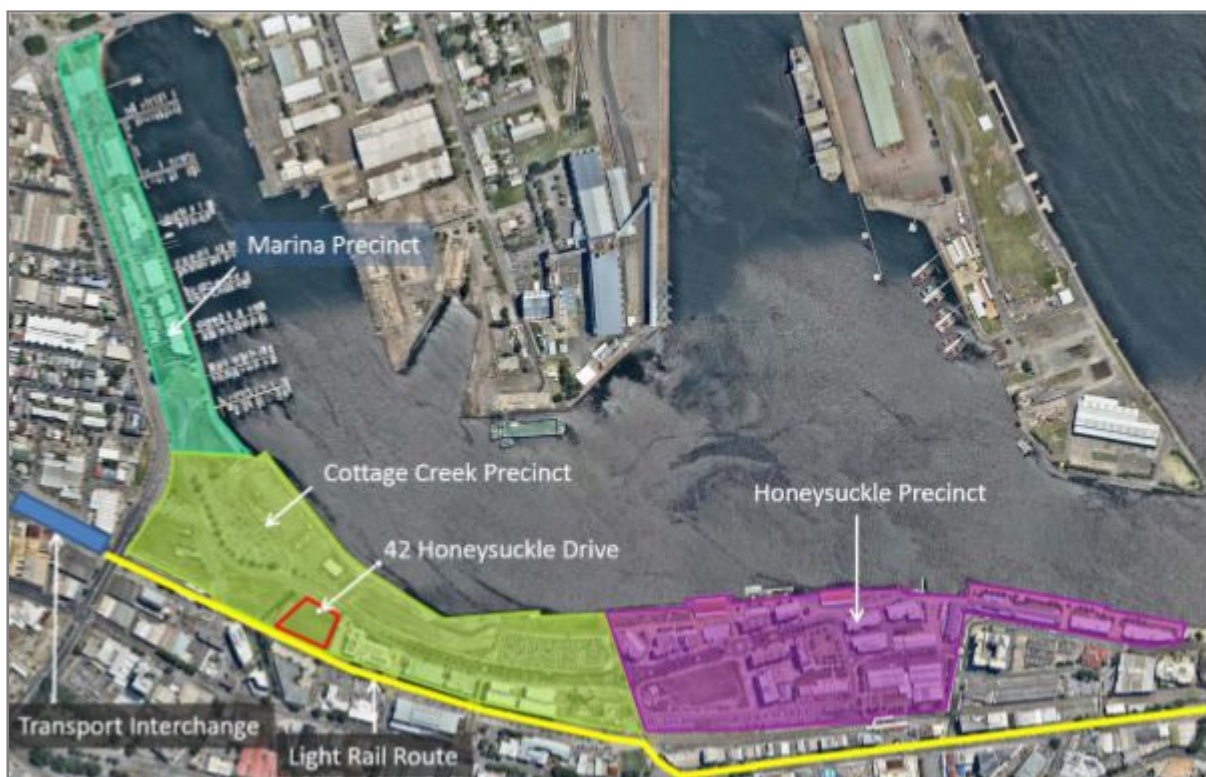 Marina Precinct
Cottage Creek Precinct
Honeysuckle Precinct
42 Honeysuckle Drive
Transport Interchange
Light Rail Route